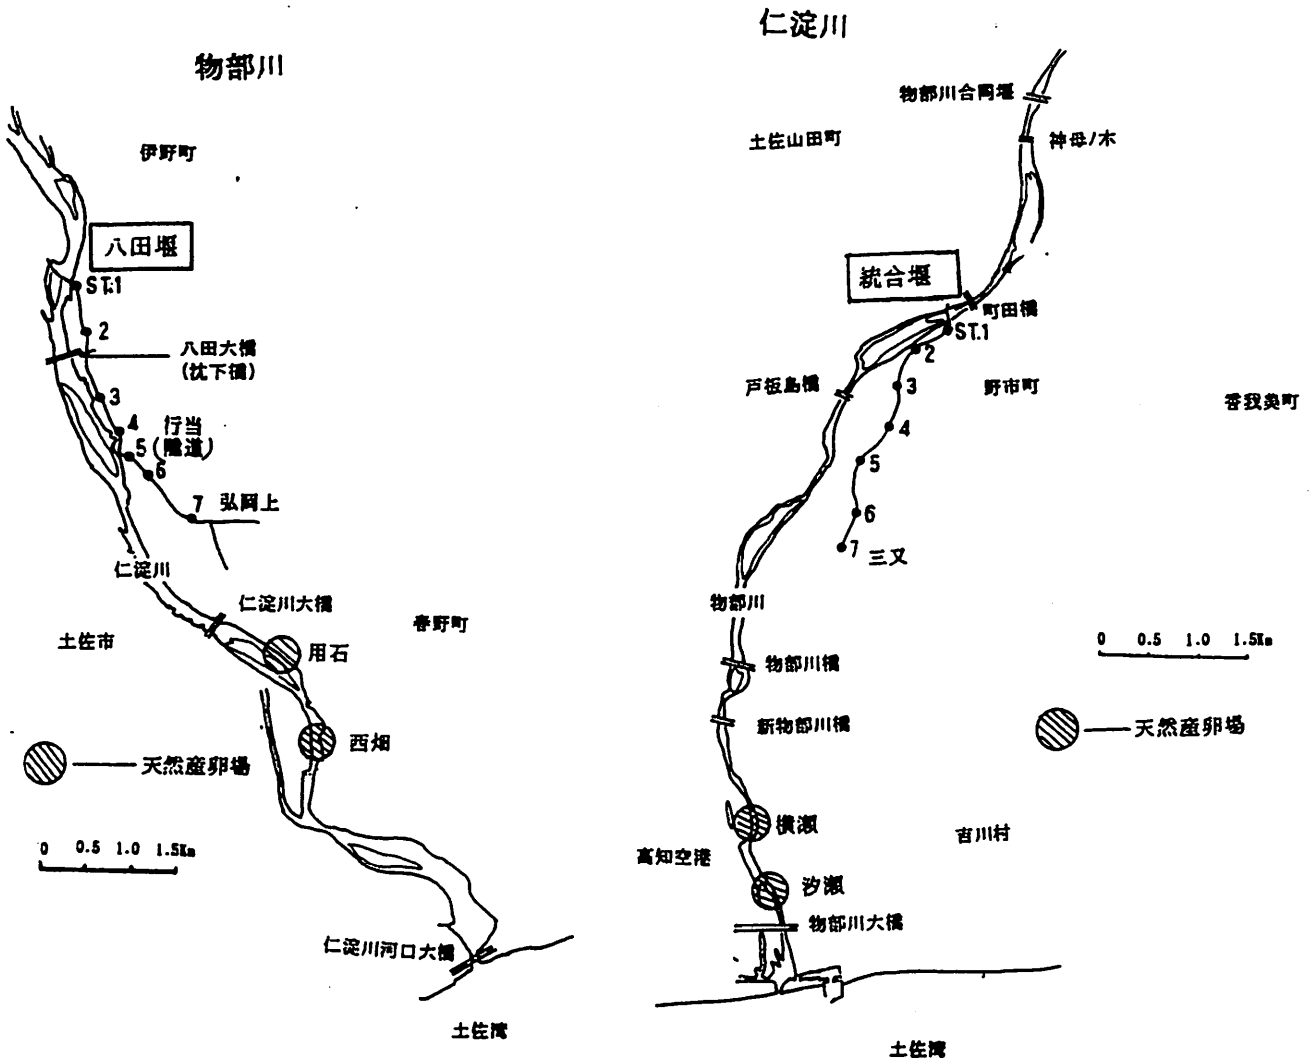 物部川
伊野町
八田堰
ST.1
2
八田大橋
(沈下橋)
3
4
行当
(隧道)
5
6
7
弘岡上
仁淀川
仁淀川大橋
春野町
土佐市
用石
西畑
天然産卵場
0 0.5 1.0 1.5Km
仁淀川河口大橋
土佐湾
仁淀川
物部川合同堰
神母ノ木
土佐山田町
統合堰
町田橋
ST.1
2
戸板島橋
3
野市町
香我美町
4
5
6
7
三又
物部川
0 0.5 1.0 1.5Km
物部川橋
新物部川橋
天然産卵場
横瀬
吉川村
高知空港
汐瀬
物部川大橋
土佐湾